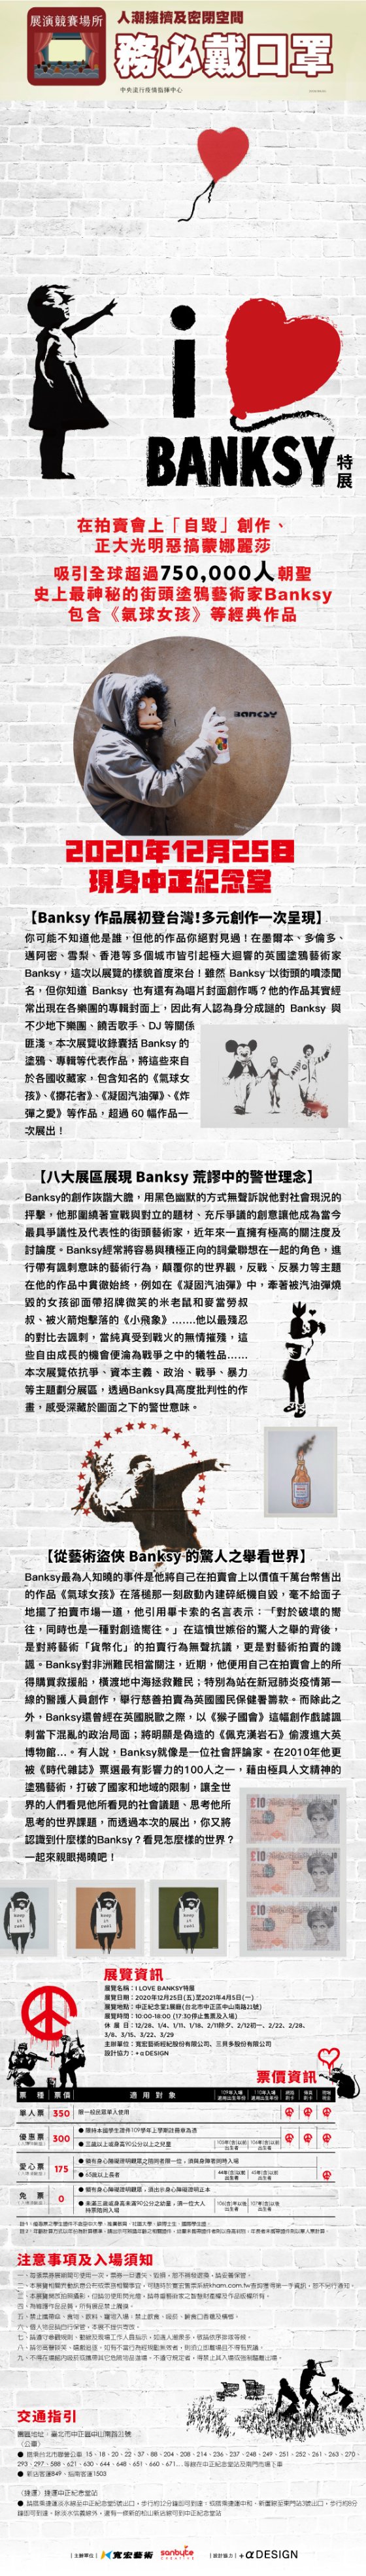 展演競賽場所
人潮擁擠及密閉空間
務必戴口罩
中央流行疫情指揮中心
i
BANKSY
特展
在拍賣會上「自毀」創作、
正大光明惡搞蒙娜麗莎
吸引全球超過750,000人朝聖
史上最神秘的街頭塗鴉藝術家Banksy
包含《氣球女孩》等經典作品
BANKSY
2020年12月25日
現身中正紀念堂
【Banksy 作品展初登台灣!多元創作一次呈現】
你可能不知道他是誰，但他的作品你絕對見過！在墨爾本、多倫多、
邁阿密、雪梨、香港等多個城市皆引起極大迴響的英國塗鴉藝術家
Banksy，這次以展覽的樣貌首度來台！雖然 Banksy 以街頭的噴漆聞
名，但你知道 Banksy 也有還有為唱片封面創作嗎？他的作品其實經
常出現在各樂團的專輯封面上，因此有人認為身分成謎的 Banksy 與
不少地下樂團、饒舌歌手、DJ 等關係
匪淺。本次展覽收錄囊括 Banksy 的
塗鴉、專輯等代表作品，將這些來自
於各國收藏家，包含知名的《氣球女
孩》、《擲花者》、《凝固汽油彈》、《炸
彈之愛》等作品，超過 60 幅作品一
次展出！
【八大展區展現 Banksy 荒謬中的警世理念】
Banksy的創作詼諧大膽，用黑色幽默的方式無聲訴說他對社會現況的
抨擊，他那圍繞著宣戰與對立的題材、充斥爭議的創意讓他成為當今
最具爭議性及代表性的街頭藝術家，近年來一直擁有極高的關注度及
討論度。Banksy經常將容易與積極正向的詞彙聯想在一起的角色，進
行帶有諷刺意味的藝術行為，顛覆你的世界觀，反戰、反暴力等主題
在他的作品中貫徹始終，例如在《凝固汽油彈》中，牽著被汽油彈燒
毀的女孩卻面帶招牌微笑的米老鼠和麥當勞叔
叔、被火箭炮擊落的《小飛象》.......他以最殘忍
的對比去諷刺，當純真受到戰火的無情摧殘，這
些自由成長的機會便淪為戰爭之中的犧牲品......
本次展覽依抗爭、資本主義、政治、戰爭、暴力
等主題劃分展區，透過Banksy具高度批判性的作
畫，感受深藏於圖面之下的警世意味。
【從藝術盜俠 Banksy 的驚人之舉看世界】
Banksy最為人知曉的事件是他將自己在拍賣會上以價值千萬台幣售出
的作品《氣球女孩》在落槌那一刻啟動內建碎紙機自毀，毫不給面子
地擺了拍賣市場一道，他引用畢卡索的名言表示：「對於破壞的嚮
往，同時也是一種對創造嚮往。」在這憤世嫉俗的驚人之舉的背後，
是對將藝術「貨幣化」的拍賣行為無聲抗議，更是對藝術拍賣的譏
諷。Banksy對非洲難民相當關注，近期，他便用自己在拍賣會上的所
得購買救援船，橫渡地中海拯救難民；特別為站在新冠肺炎疫情第一
線的醫護人員創作，舉行慈善拍賣為英國國民保健署籌款。而除此之
外，Banksy還曾經在英國脫歐之際，以《猴子國會》這幅創作戲謔諷
刺當下混亂的政治局面；將明顯是偽造的《佩克漢岩石》偷渡進大英
博物館...。有人說，Banksy就像是一位社會評論家。在2010年他更
被《時代雜誌》票選最有影響力的100人之一，藉由極具人文精神的
塗鴉藝術，打破了國家和地域的限制，讓全世
界的人們看見他所看見的社會議題、思考他所
思考的世界課題，而透過本次的展出，你又將
認識到什麼樣的Banksy？看見怎麼樣的世界？
一起來親眼揭曉吧！
£10
£10
£10
keep it real
keep it real
keep it real
展覽資訊
展覽名稱：I LOVE BANKSY特展
展覽日期：2020年12月25日(五)至2021年4月5日(一)
展覽地點：中正紀念堂1展廳(台北市中正區中山南路21號)
展覽時間：10:00-18:00 (17:30停止售票及入場)
休 展 日：12/28、1/4、1/11、1/18、2/11除夕、2/12初一、2/22、2/28、
3/8、3/15、3/22、3/29
主辦單位：寬宏藝術經紀股份有限公司、三貝多股份有限公司
設計協力：+αDESIGN
票價資訊
票 種 票價 適 用 對 象
單人票 350 限一般民眾單人使用
優惠票 300
● 限持本國學生證件109學年上學期註冊章為憑
● 三歲以上或身高90公分以上之兒童
愛心票 175
● 領有身心障礙證明觀眾之陪同者限一位，須與身障者同時入場
● 65歲以上長者
免 票 0
● 領有身心障礙證明觀眾，須出示身心障礙證明正本
● 未滿三歲或身高未滿90公分之幼童，須一位大人
持票陪同入場
注意事項及入場須知
交通指引
展區地址：臺北市中正區中山南路21號
〈公車〉
● 新店客運849、指南客運1503
〈捷運〉捷運中正紀念堂站
| 主辦單位 | 寬宏藝術 | 設計協力 | +αDESIGN